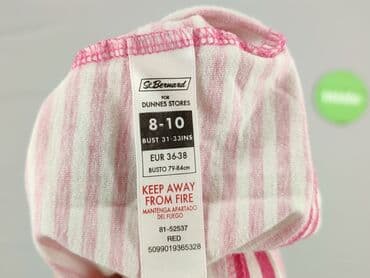 St Bernard
FOR
DUNNES STORES
8-10
BUST 31-33INS
EUR 36-38
BUSTO 79-84cm
KEEP AWAY
FROM FIRE
MANTENGA APARTADO
DEL FUEGO
81-52537
RED
5099019365328